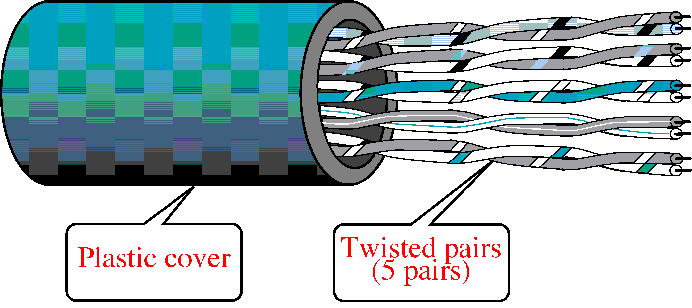 Plastic cover
Twisted pairs
(5 pairs)